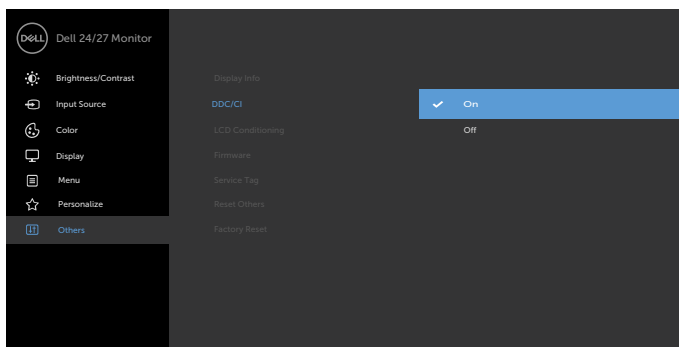 DELL
Dell 24/27 Monitor
Brightness/Contrast
Input Source
Color
Display
Menu
Personalize
Others
Display Info
DDC/CI
LCD Conditioning
Firmware
Service Tag
Reset Others
Factory Reset
On
Off